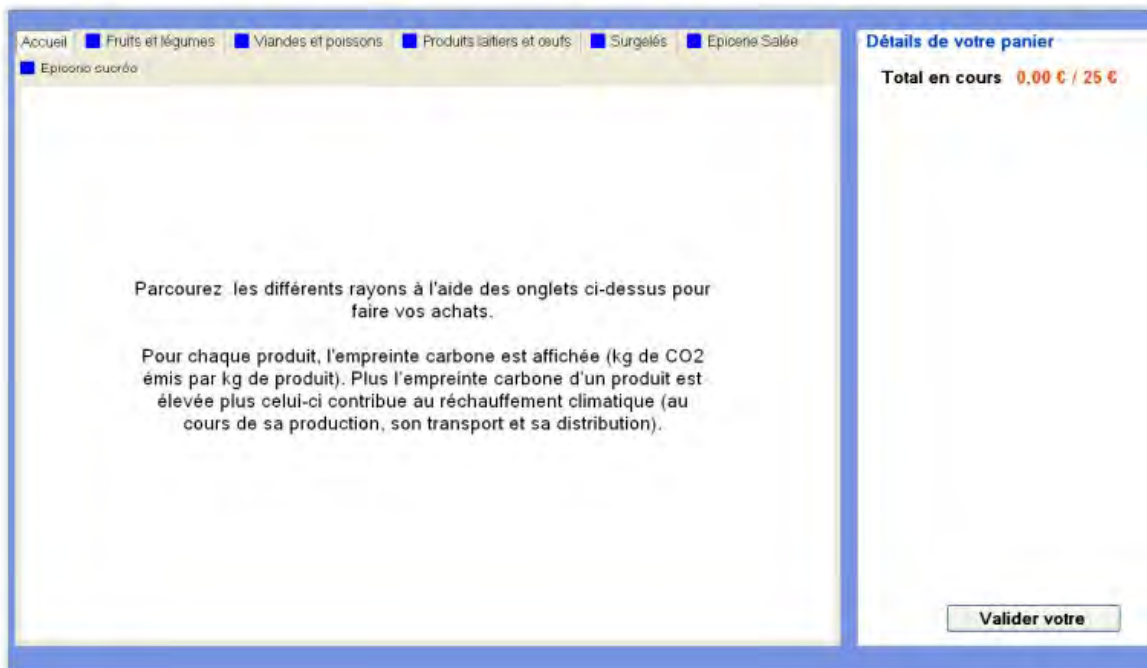 Accueil Fruits et légumes Viandes et poissons Produits laitiers et œufs Surgelés Epicerie Salée
Epicerie sucrée
Parcourez les différents rayons à l'aide des onglets ci-dessus pour
faire vos achats.
Pour chaque produit, l'empreinte carbone est affichée (kg de CO2
émis par kg de produit). Plus l'empreinte carbone d'un produit est
élevée plus celui-ci contribue au réchauffement climatique (au
cours de sa production, son transport et sa distribution).
Détails de votre panier
Total en cours 0,00 € / 25 €
Valider votre